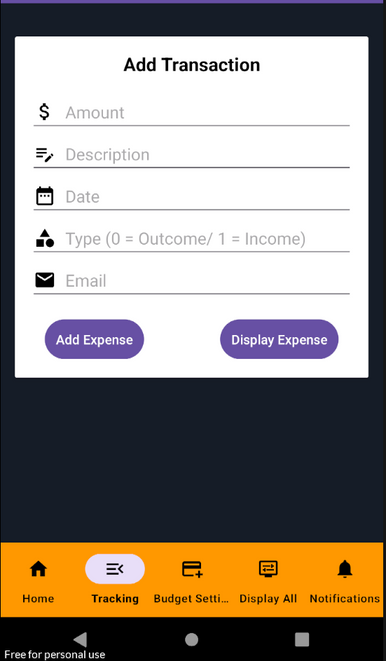 Add Transaction
$ Amount
Description
Date
Type (0 = Outcome/ 1 = Income)
Email
Add Expense Display Expense
Home Tracking Budget Setti... Display All Notifications
Free for personal use